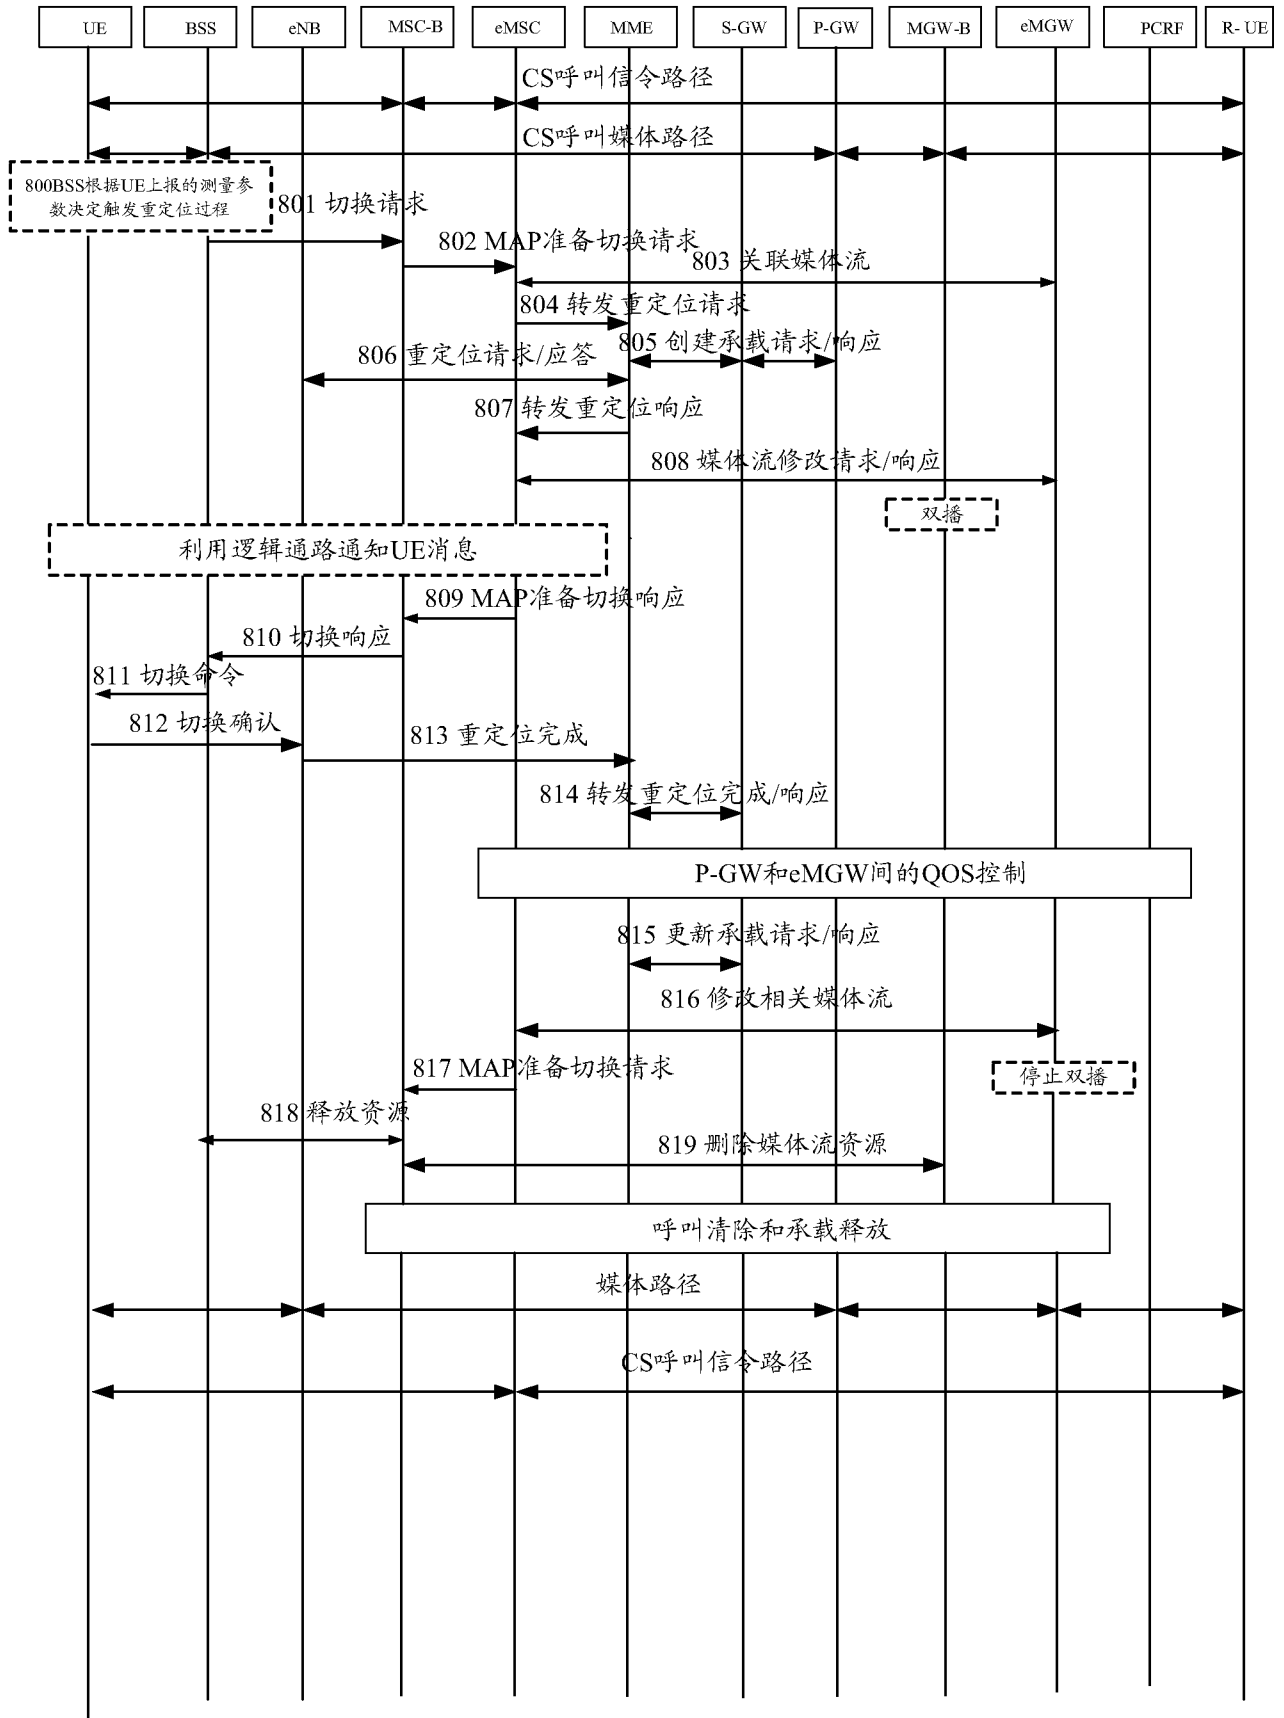 UE
BSS
eNB
MSC-B
eMSC
MME
S-GW
P-GW
MGW-B
eMGW
PCRF
R- UE
CS呼叫信令路径
CS呼叫媒体路径
800BSS根据UE上报的测量参
数决定触发重定位过程
801 切换请求
802 MAP准备切换请求
803 关联媒体流
804 转发重定位请求
805 创建承载请求/响应
806 重定位请求/应答
807 转发重定位响应
808 媒体流修改请求/响应
双播
利用逻辑通路通知UE消息
809 MAP准备切换响应
810 切换响应
811 切换命令
812 切换确认
813 重定位完成
814 转发重定位完成/响应
P-GW和eMGW间的QOS控制
815 更新承载请求/响应
816 修改相关媒体流
817 MAP准备切换请求
停止双播
818 释放资源
819 删除媒体流资源
呼叫清除和承载释放
媒体路径
CS呼叫信令路径